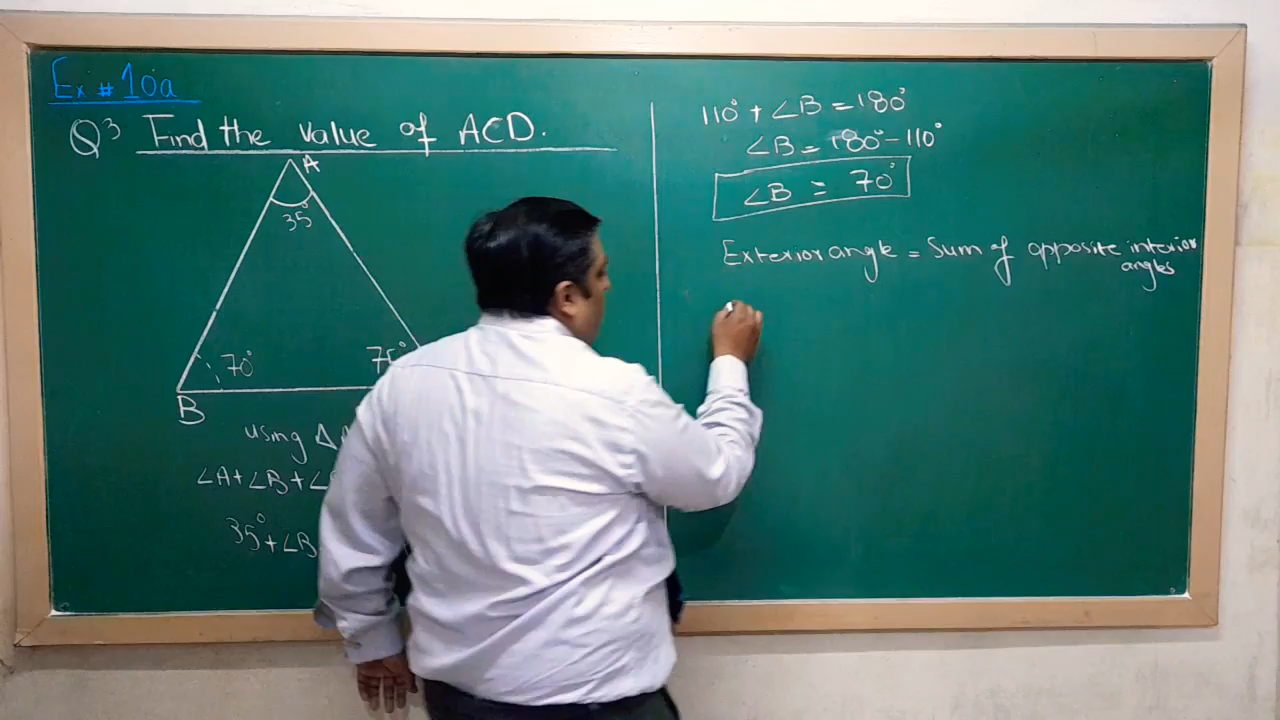 Ex # 10a
Q3 Find the value of ACD.
A
35°
70°
75°
B
using Δ
∠A+∠B+∠
35°+∠B
110° + ∠B = 180°
∠B = 180° - 110°
∠B = 70°
Exterior angle = Sum of opposite interior
angles